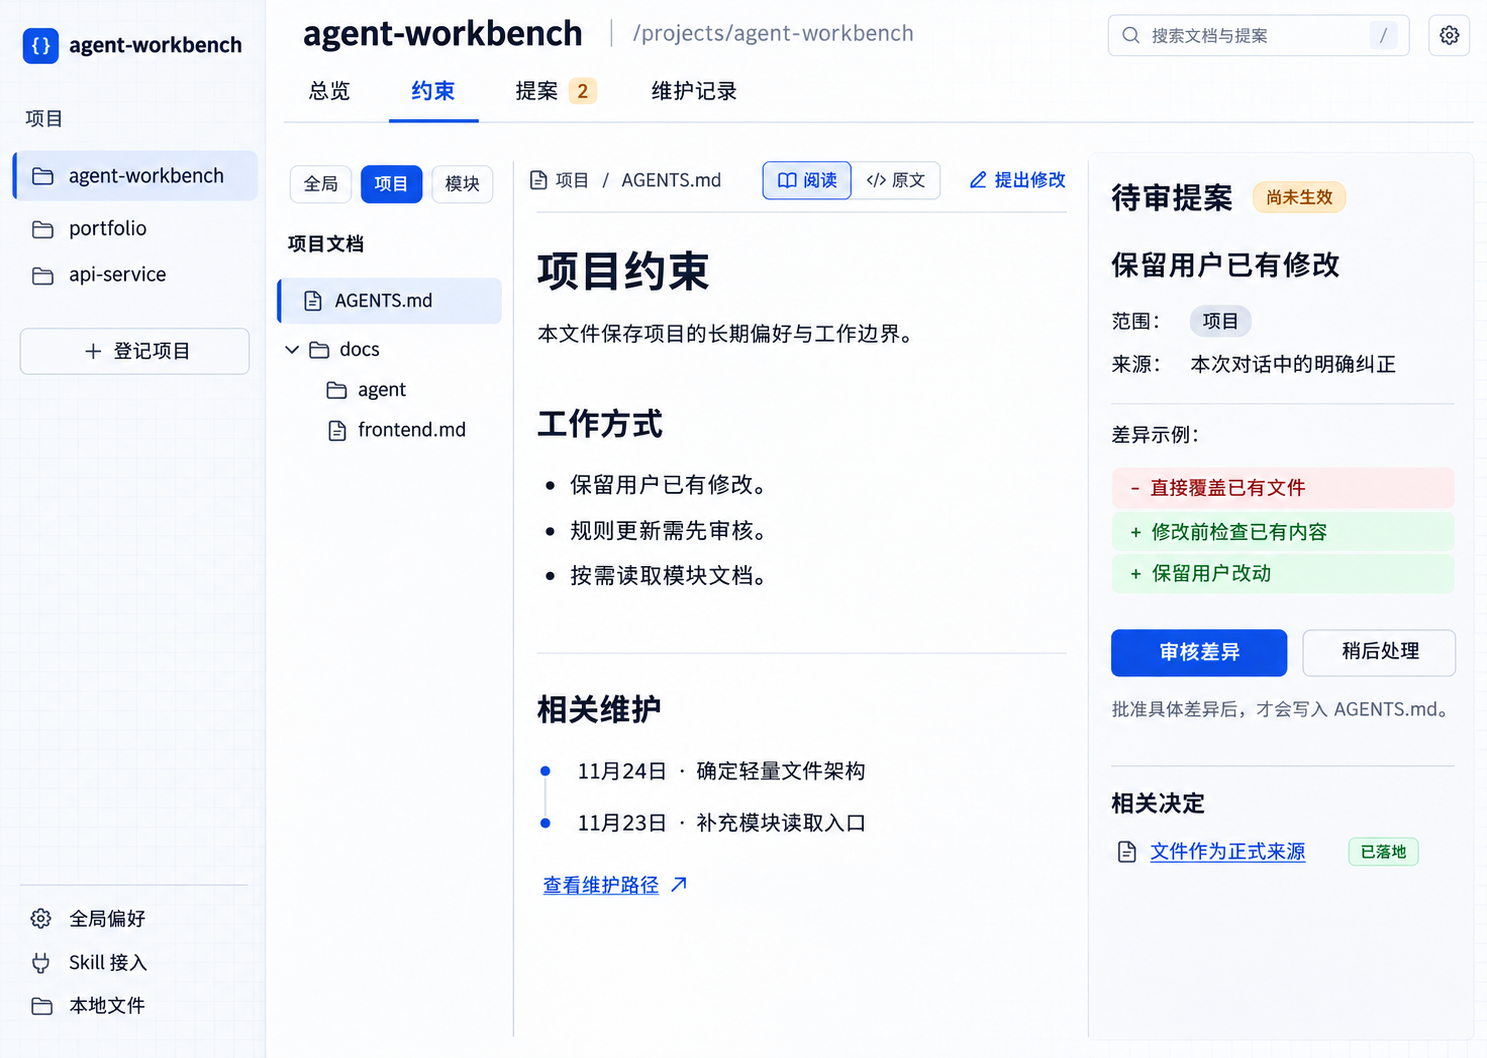 { } agent-workbench
项目
agent-workbench
portfolio
api-service
+ 登记项目
全局偏好
Skill 接入
本地文件
agent-workbench | /projects/agent-workbench
搜索文档与提案 /
总览 约束 提案 2 维护记录
全局 项目 模块
项目文档
AGENTS.md
docs
agent
frontend.md
项目 / AGENTS.md
阅读 </> 原文
提出修改
项目约束
本文件保存项目的长期偏好与工作边界。
工作方式
• 保留用户已有修改。
• 规则更新需先审核。
• 按需读取模块文档。
相关维护
11月24日 · 确定轻量文件架构
11月23日 · 补充模块读取入口
查看维护路径
待审提案 尚未生效
保留用户已有修改
范围： 项目
来源： 本次对话中的明确纠正
差异示例：
- 直接覆盖已有文件
+ 修改前检查已有内容
+ 保留用户改动
审核差异 稍后处理
批准具体差异后，才会写入 AGENTS.md。
相关决定
文件作为正式来源 已落地